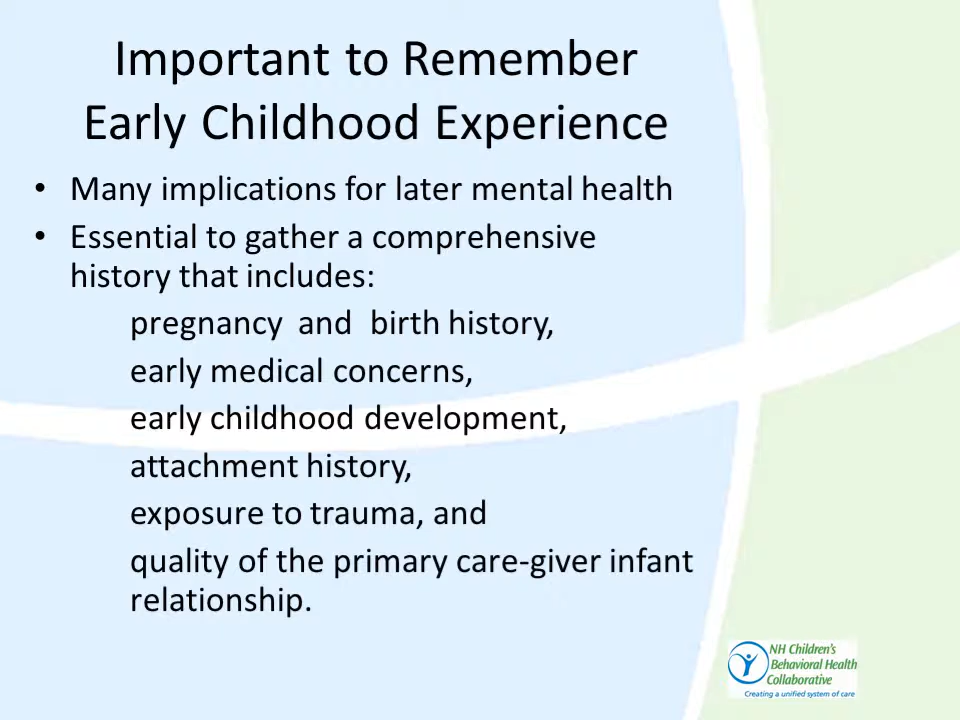 Important to Remember
Early Childhood Experience
• Many implications for later mental health
• Essential to gather a comprehensive
history that includes:
pregnancy and birth history,
early medical concerns,
early childhood development,
attachment history,
exposure to trauma, and
quality of the primary care-giver infant
relationship.
NH Children's
Behavioral Health
Collaborative
Creating a unified system of care